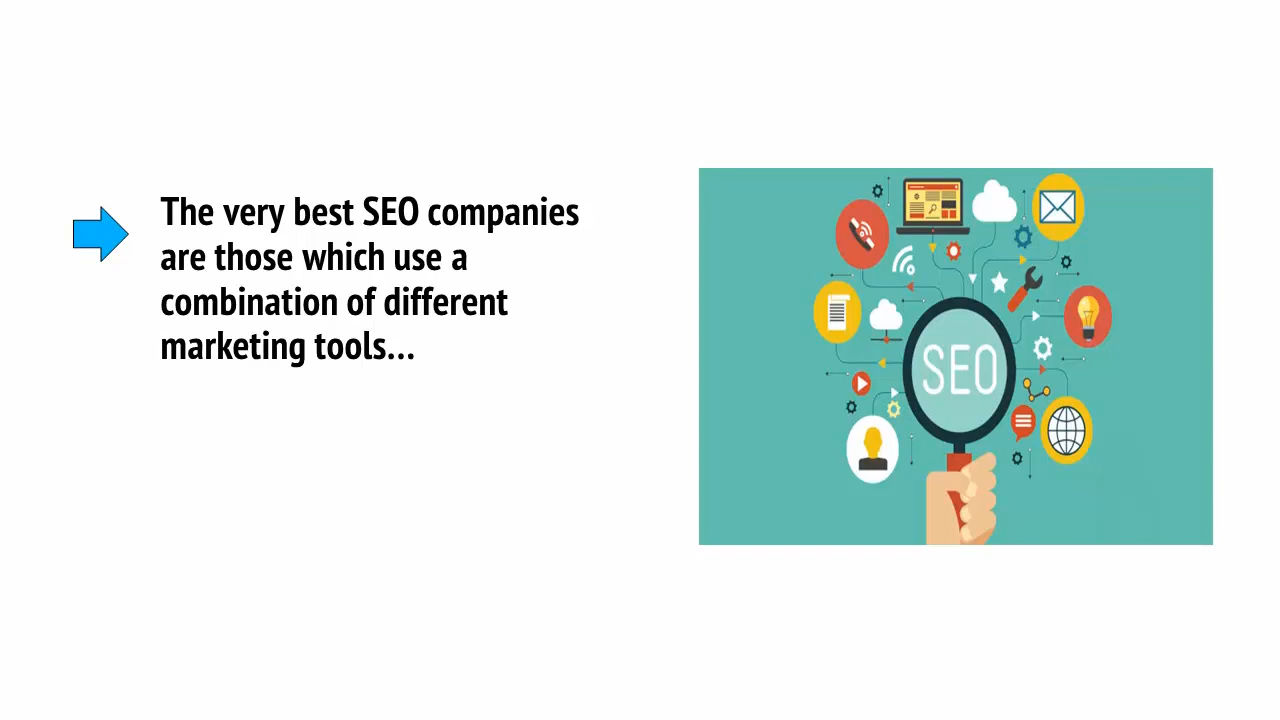 The very best SEO companies
are those which use a
combination of different
marketing tools...
SEO